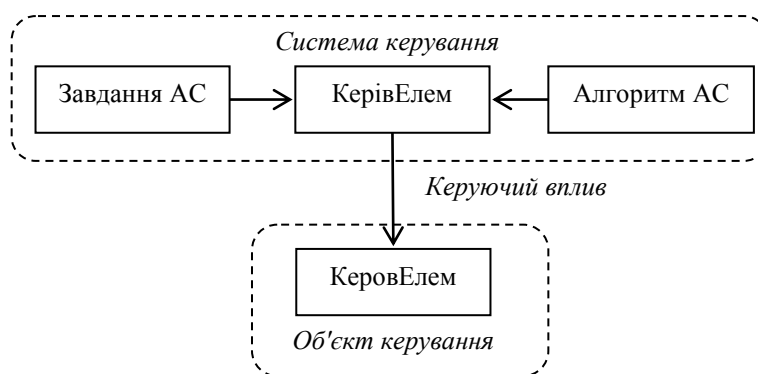 Система керування
Завдання АС
КерівЕлем
Алгоритм АС
Керуючий вплив
КеровЕлем
Об'єкт керування